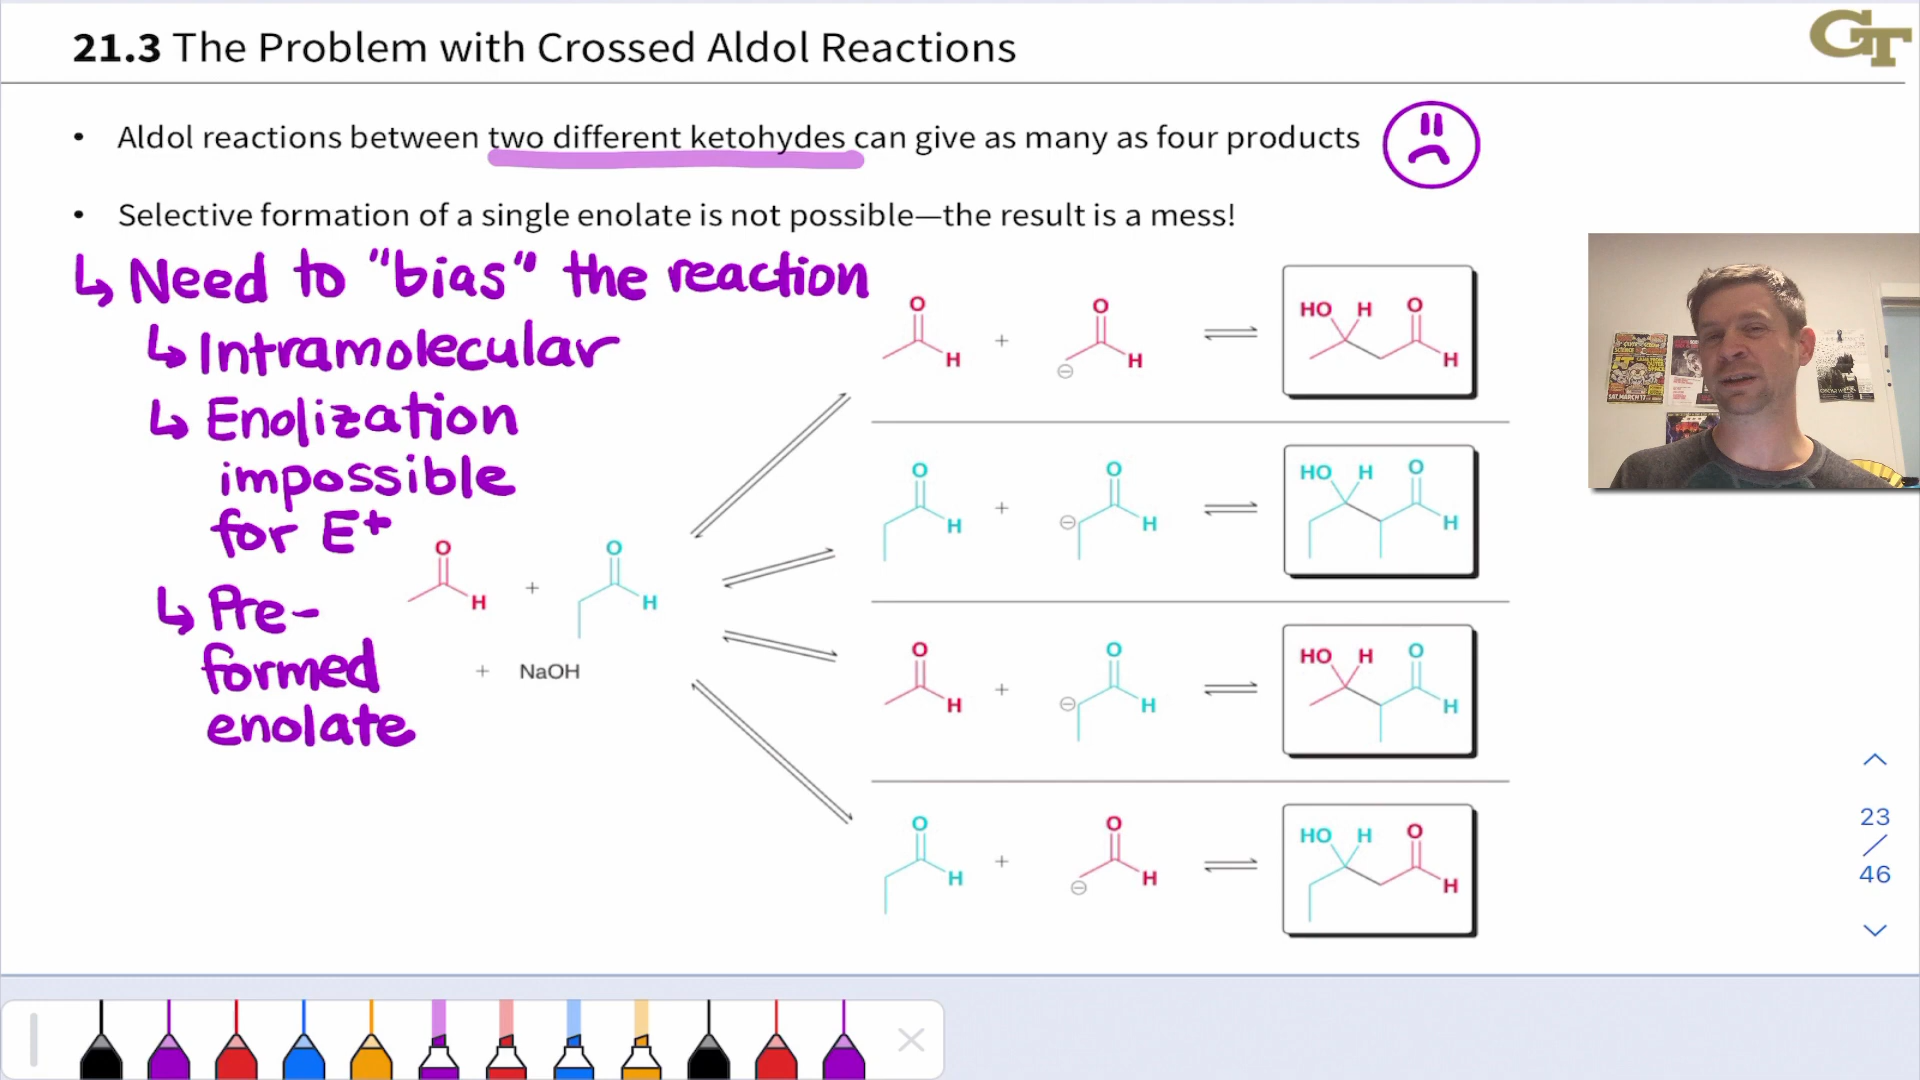 21.3 The Problem with Crossed Aldol Reactions
GT
• Aldol reactions between two different ketohydes can give as many as four products
• Selective formation of a single enolate is not possible—the result is a mess!
↳ Need to "bias" the reaction
↳ Intramolecular
↳ Enolization
impossible
for E+
↳ Pre-
formed
enolate
O H + O H
+ NaOH
O H + ⊖ O H ⇌ HO H O H
O H + ⊖ O H ⇌ HO H O H
O H + ⊖ O H ⇌ HO H O H
O H + ⊖ O H ⇌ HO H O H
23
/
46